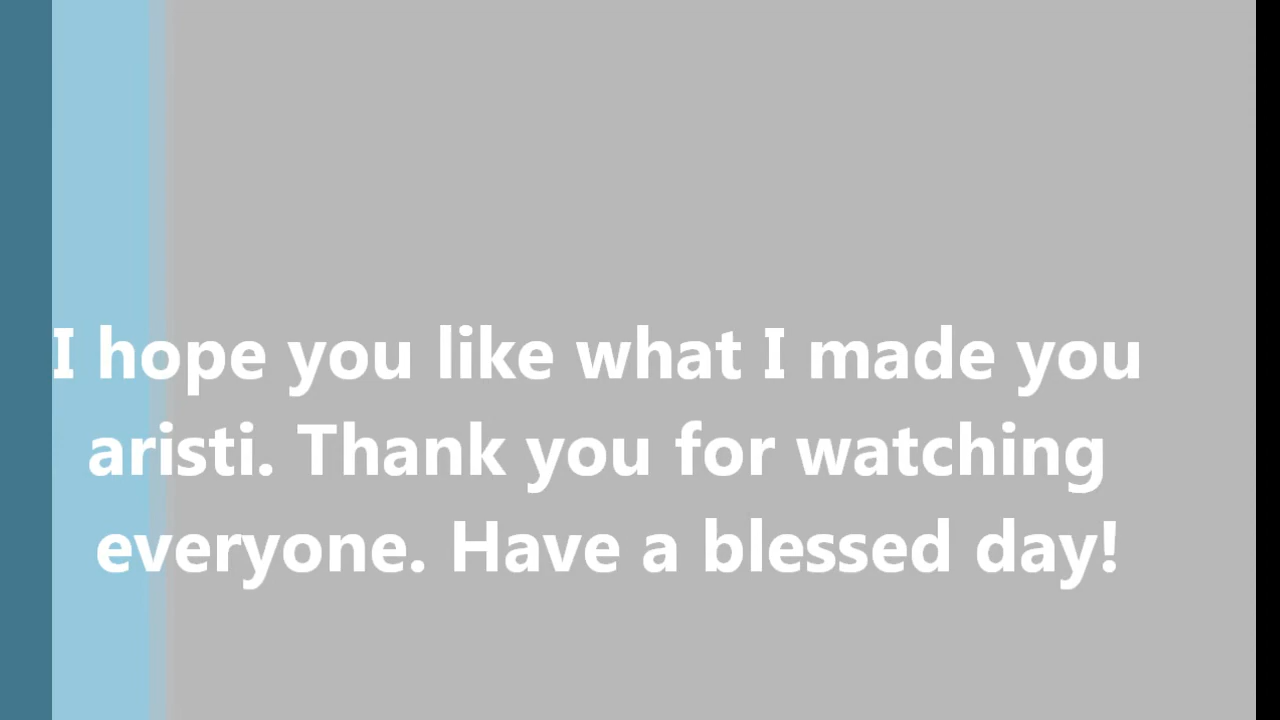 I hope you like what I made you
aristi. Thank you for watching
everyone. Have a blessed day!